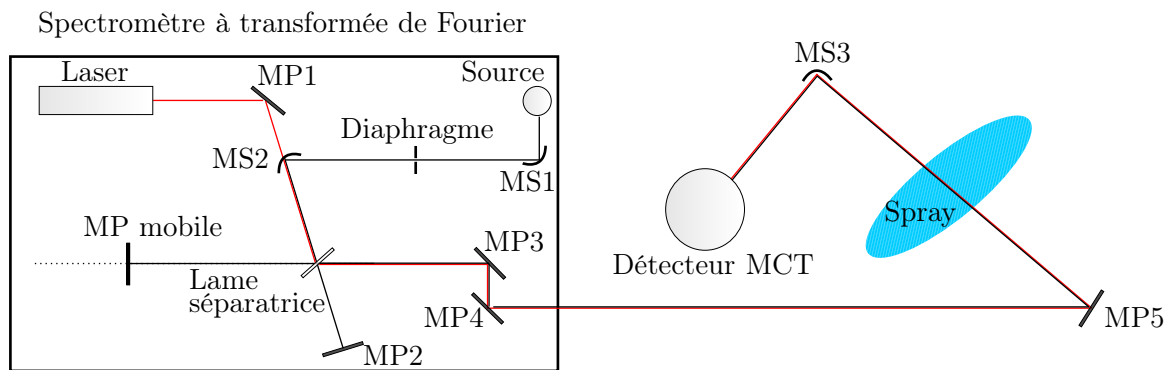 Spectromètre à transformée de Fourier
Laser
MP1
Source
MS3
Diaphragme
MS2
MS1
Spray
MP mobile
MP3
Détecteur MCT
Lame
séparatrice
MP4
MP5
MP2